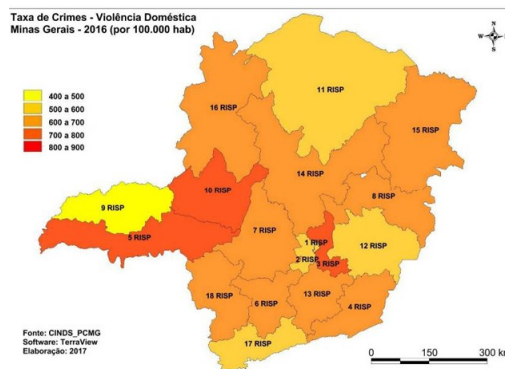 Taxa de Crimes - Violência Doméstica
Minas Gerais - 2016 (por 100.000 hab)
N
W
E
S
400 a 500
500 a 600
600 a 700
700 a 800
800 a 900
11 RISP
16 RISP
15 RISP
14 RISP
10 RISP
8 RISP
9 RISP
5 RISP
7 RISP
1 RISP
12 RISP
2 RISP
3 RISP
18 RISP
6 RISP
13 RISP
4 RISP
17 RISP
Fonte: CINDS_PCMG
Software: TerraView
Elaboração: 2017
0 150 300 km